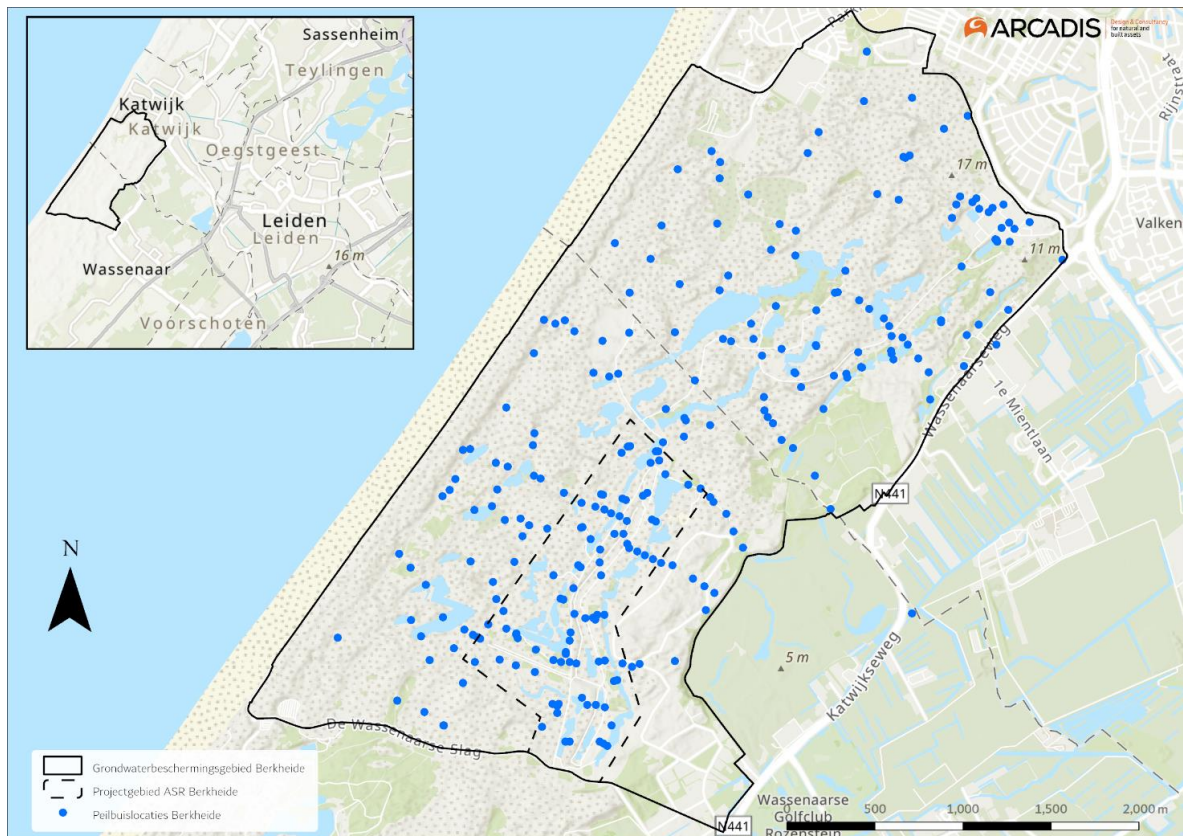 Sassenheim
Teylingen
Katwijk
Katwijk
Oegstgeest
Leiden
Leiden
16 m
Wassenaar
Voorschoten
ARCADIS
Design & Consultancy
for natural and
built assets
Rijnstraat
17 m
Valken
11 m
Wassenaarseweg
1e Mientlaan
N441
N
5 m
Katwijkseweg
De Wassenaarse Slag
Grondwaterbeschermingsgebied Berkheide
Projectgebied ASR Berkheide
Peilbuislocaties Berkheide
Wassenaarse
Golfclub
Rozenstein
N441
0 500 1,000 1,500 2,000 m